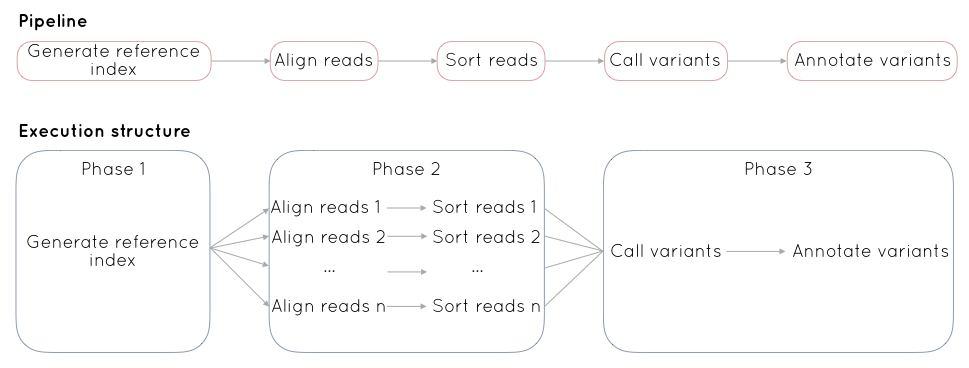 Pipeline
Generate reference
index
Align reads
Sort reads
Call variants
Annotate variants
Execution structure
Phase 1
Phase 2
Phase 3
Generate reference
index
Align reads 1
Sort reads 1
Align reads 2
Sort reads 2
...
...
Align reads n
Sort reads n
Call variants
Annotate variants